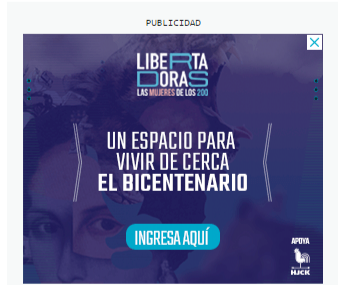 PUBLICIDAD
LIBERTA
DORAS
LAS MUJERES DE LOS 200
UN ESPACIO PARA
VIVIR DE CERCA
EL BICENTENARIO
INGRESA AQUÍ
APOYA
HJCK